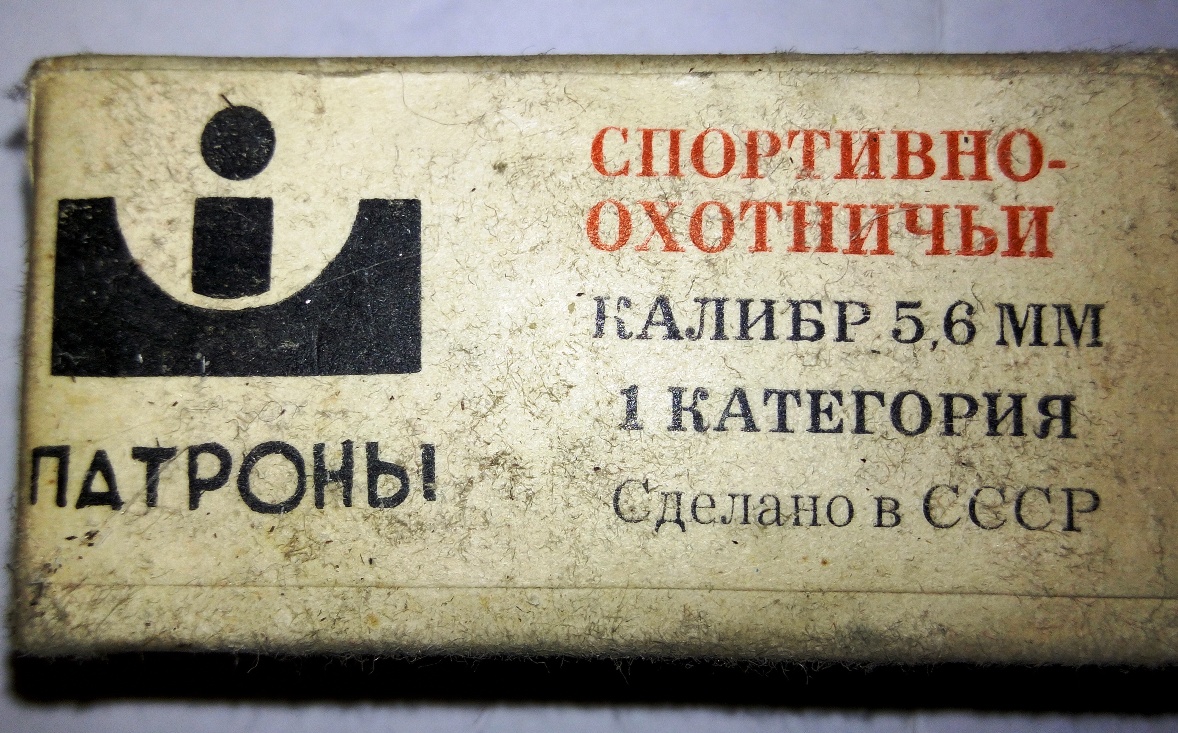 ПАТРОНЫ
СПОРТИВНО-
ОХОТНИЧЬИ
КАЛИБР 5,6 ММ
1 КАТЕГОРИЯ
Сделано в СССР